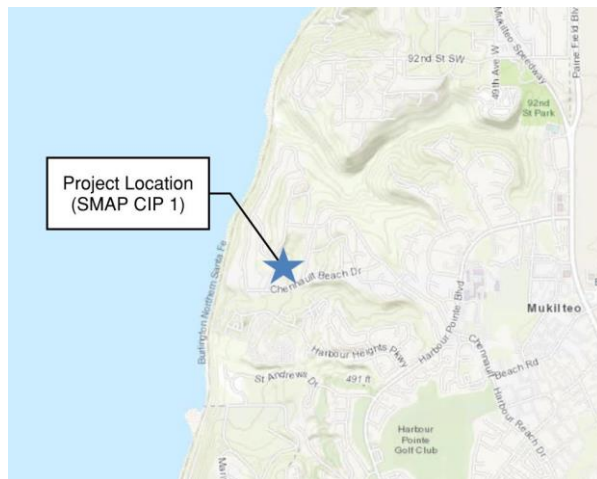 Mukilteo Speedway
Paine Field Blv
92nd St SW
49th Ave W
92nd
St Park
Project Location
(SMAP CIP 1)
Burlington Northern Santa Fe
Chennault Beach Dr
Harbour Pointe Blvd
Mukilteo
Harbour Heights Pkwy
Chennault
Beach Rd
St Andrews Dr
491 ft
Harbour Reach Dr
Harbour
Pointe
Golf Club